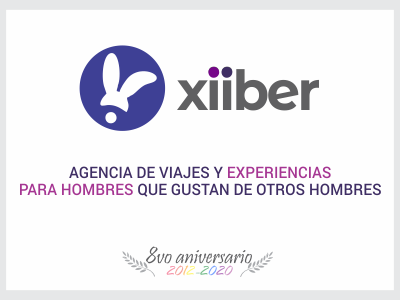 xiiber
AGENCIA DE VIAJES Y EXPERIENCIAS
PARA HOMBRES QUE GUSTAN DE OTROS HOMBRES
8vo aniversario
2012-2020